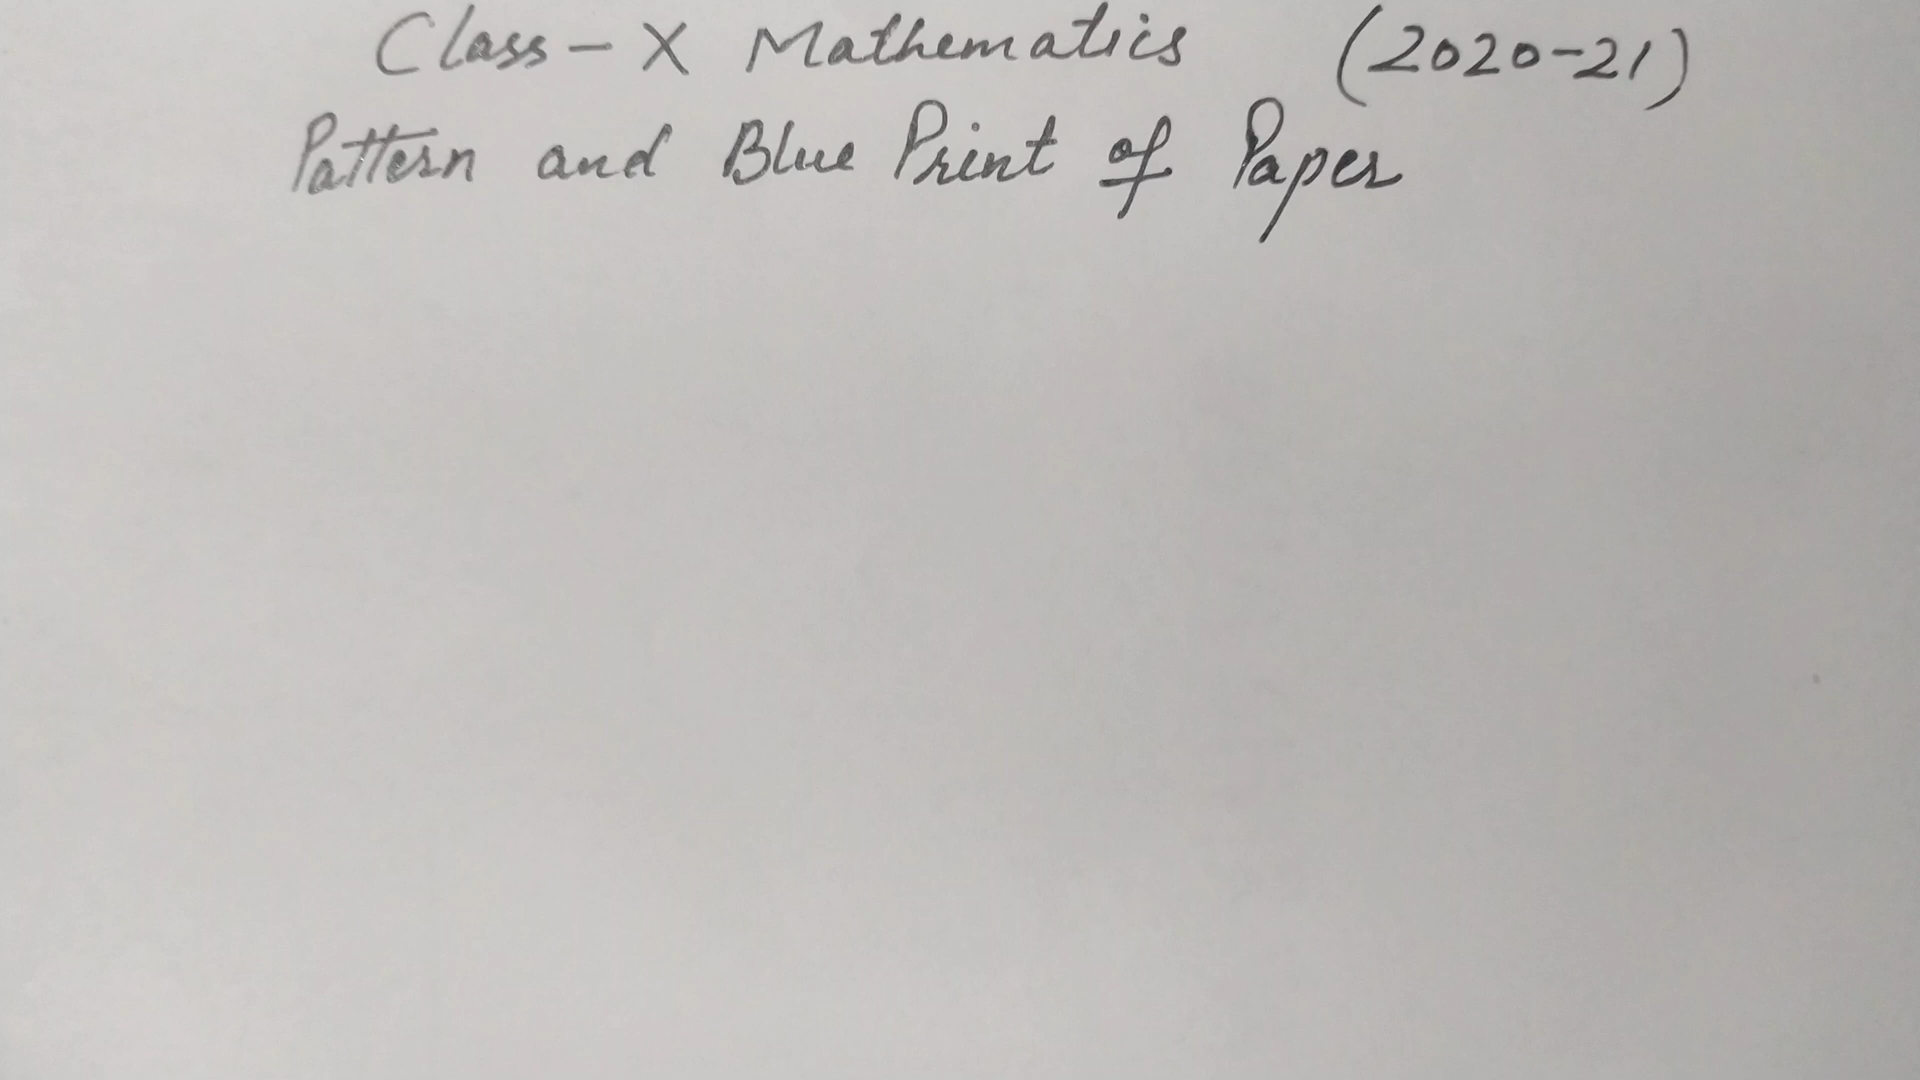 Class - X Mathematics (2020-21)
Pattern and Blue Print of Paper